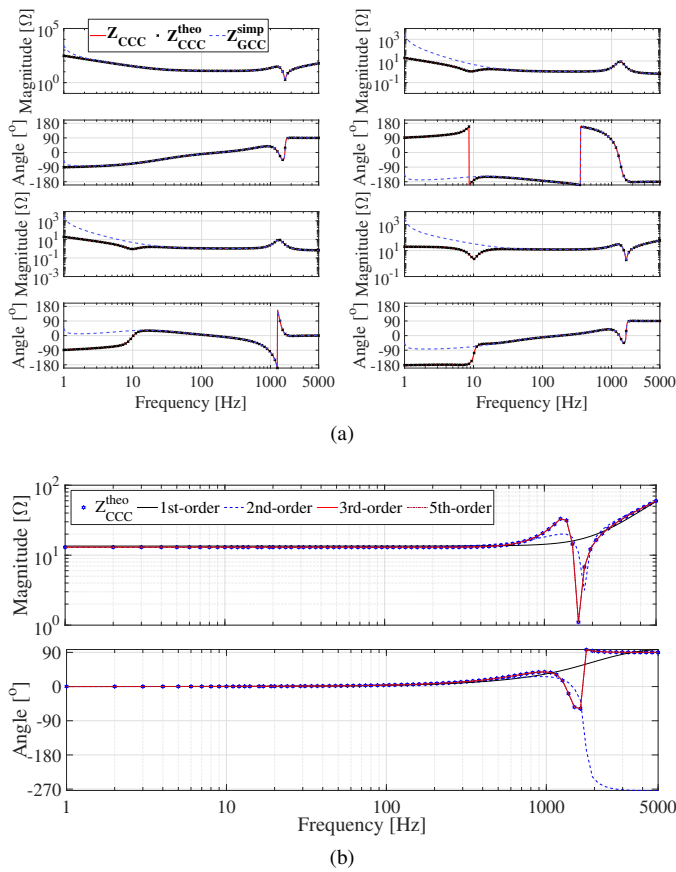 Z_CCC · Z_CCC^theo Z_GCC^simp
Magnitude [Ω]
10^5
10^2
Angle [°]
180
90
0
-90
-180
Magnitude [Ω]
10^3
10^1
10^-1
10^-3
Angle [°]
180
90
0
-90
-180
1 10 100 1000 5000
Frequency [Hz]
Magnitude [Ω]
10^3
10^1
10^-1
Angle [°]
180
90
0
-90
-180
Magnitude [Ω]
10^3
10^1
10^-1
Angle [°]
180
90
0
-90
-180
1 10 100 1000 5000
Frequency [Hz]
(a)
Z_CCC^theo 1st-order 2nd-order 3rd-order 5th-order
Magnitude [Ω]
10^2
10^1
10^0
Angle [°]
90
0
-90
-180
-270
1 10 100 1000 5000
Frequency [Hz]
(b)